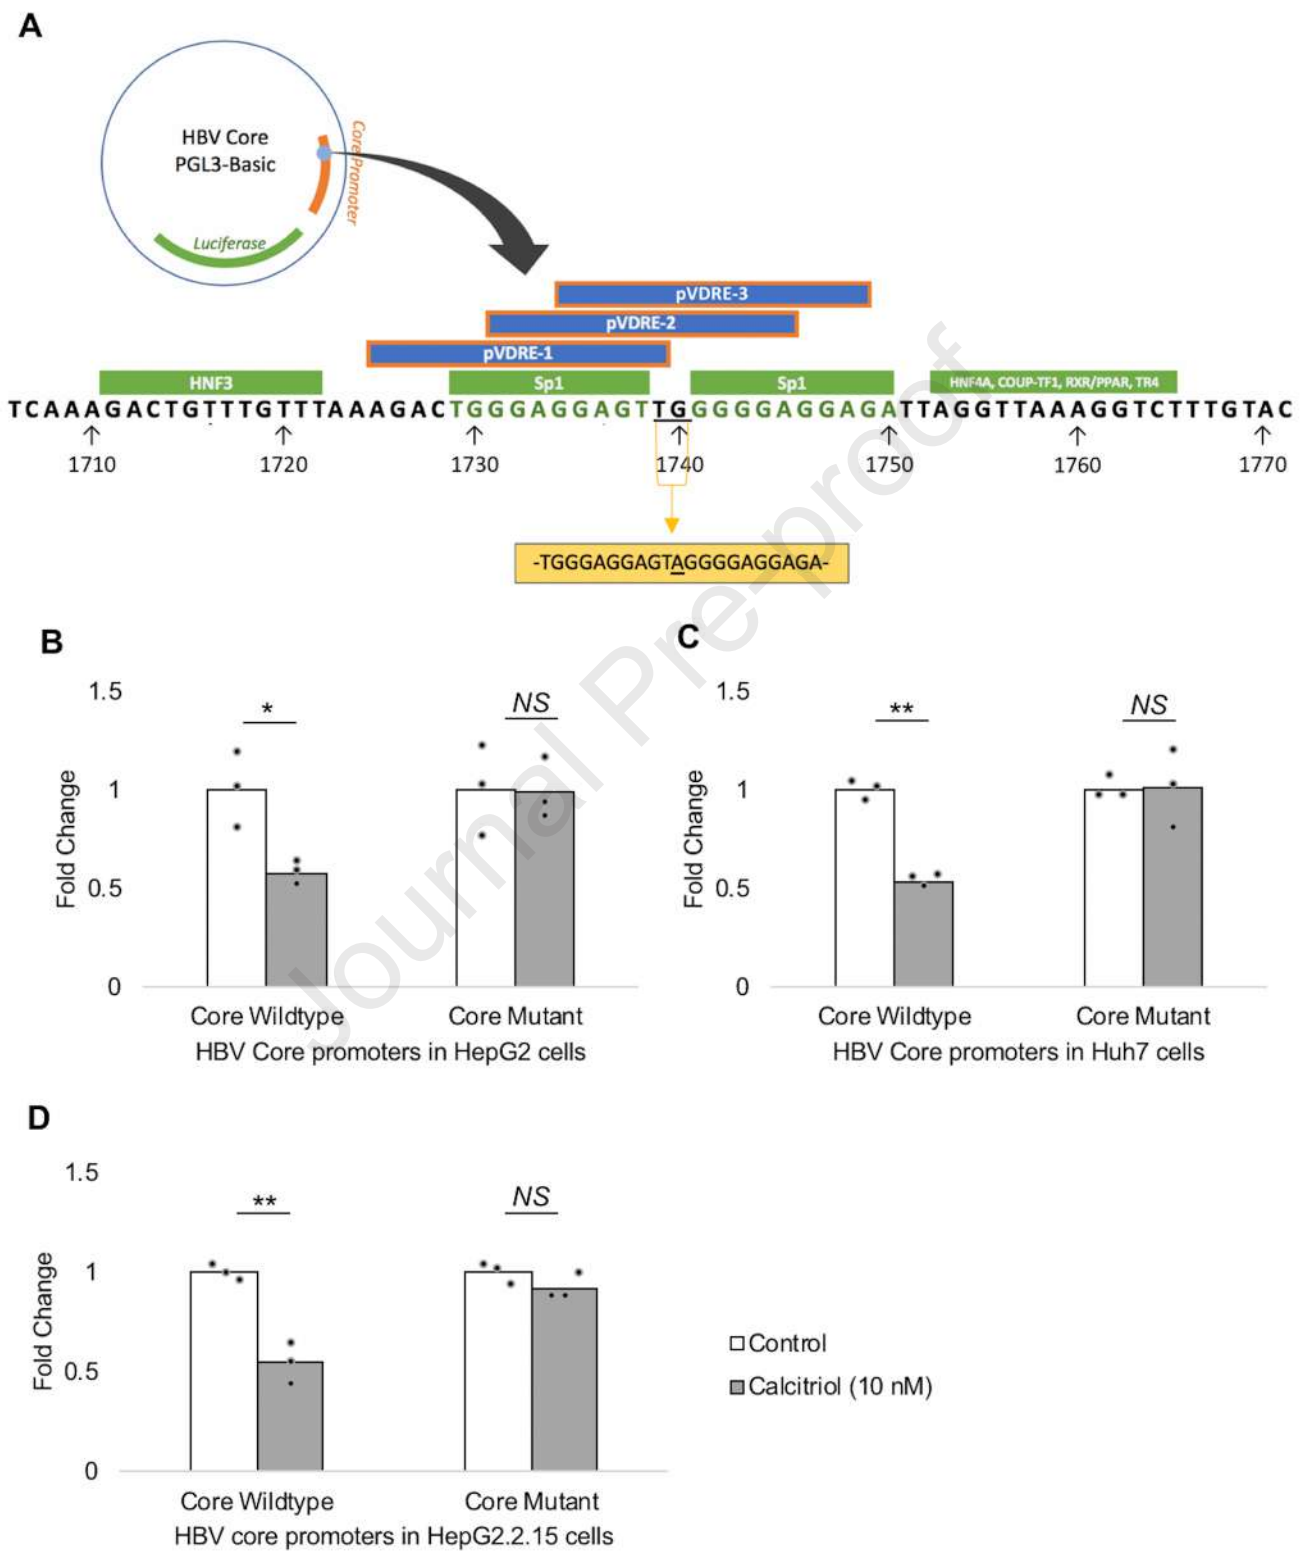 A
HBV Core
PGL3-Basic
Core Promoter
Luciferase
pVDRE-3
pVDRE-2
pVDRE-1
HNF3
Sp1
Sp1
HNF4A, COUP-TF1, RXR/PPAR, TR4
TCAAAGACTGTTTGTTTAAAGACTGGGAGGAGTTGGGGGAGGAGATTAGGTTAAAGGTCTTTGTAC
1710
1720
1730
1740
1750
1760
1770
-TGGGAGGAGTAGGGGAGGAGA-
Journal Pre-proof
B
1.5
1
0.5
0
Fold Change
*
NS
Core Wildtype
Core Mutant
HBV Core promoters in HepG2 cells
C
1.5
1
0.5
0
Fold Change
**
NS
Core Wildtype
Core Mutant
HBV Core promoters in Huh7 cells
D
1.5
1
0.5
0
Fold Change
**
NS
Core Wildtype
Core Mutant
HBV core promoters in HepG2.2.15 cells
Control
Calcitriol (10 nM)